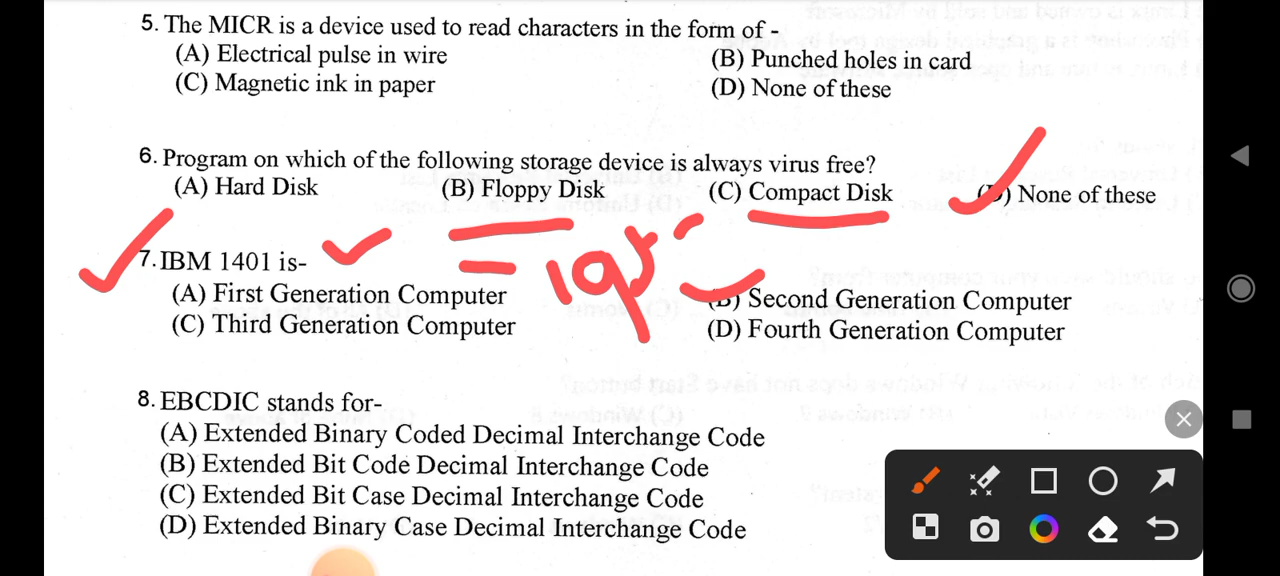 5. The MICR is a device used to read characters in the form of -
(A) Electrical pulse in wire (B) Punched holes in card
(C) Magnetic ink in paper (D) None of these
6. Program on which of the following storage device is always virus free?
(A) Hard Disk (B) Floppy Disk (C) Compact Disk (D) None of these
7. IBM 1401 is-
(A) First Generation Computer (B) Second Generation Computer
(C) Third Generation Computer (D) Fourth Generation Computer
8. EBCDIC stands for-
(A) Extended Binary Coded Decimal Interchange Code
(B) Extended Bit Code Decimal Interchange Code
(C) Extended Bit Case Decimal Interchange Code
(D) Extended Binary Case Decimal Interchange Code